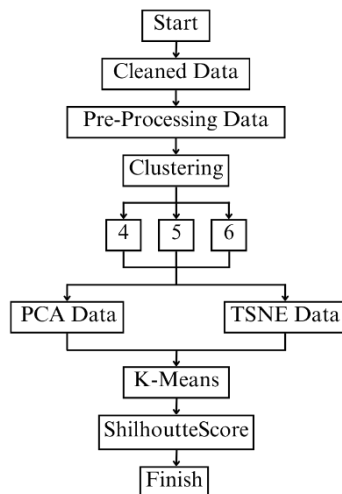 Start
Cleaned Data
Pre-Processing Data
Clustering
4 5 6
PCA Data TSNE Data
K-Means
ShilhoutteScore
Finish